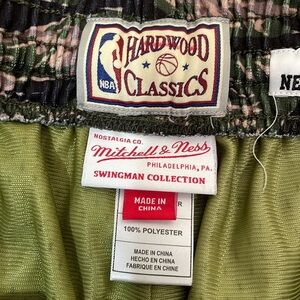 HARDWOOD
NBA
CLASSICS
NE
NOSTALGIA CO.
Mitchell & Ness
PHILADELPHIA, PA.
SWINGMAN COLLECTION
MADE IN
CHINA
R
100% POLYESTER
MADE IN CHINA
HECHO EN CHINA
FABRIQUE EN CHINE